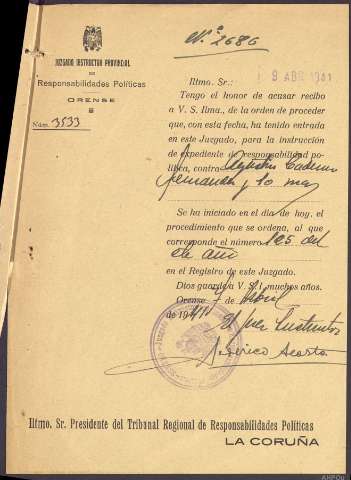 N.º 2686
JUZGADO INSTRUCTOR PROVINCIAL
DE
Responsabilidades Políticas
ORENSE
Núm. 3533
9 ABR 1941
Iltmo. Sr.:
Tengo el honor de acusar recibo
a V. S. Ilma., de la orden de proceder
que, con esta fecha, ha tenido entrada
en este Juzgado, para la instrucción
de expediente de responsabilidad po-
lítica, contra
Fernandez y 10 mas
Se ha iniciado en el día de hoy, el
procedimiento que se ordena, al que
corresponde el número 105 del
año
en el Registro de este Juzgado.
Dios guarde a V. S. I. muchos años.
Orense 7 de Abril
de 1941
El Juez Instructor
Acosta
Iltmo. Sr. Presidente del Tribunal Regional de Responsabilidades Políticas
LA CORUÑA